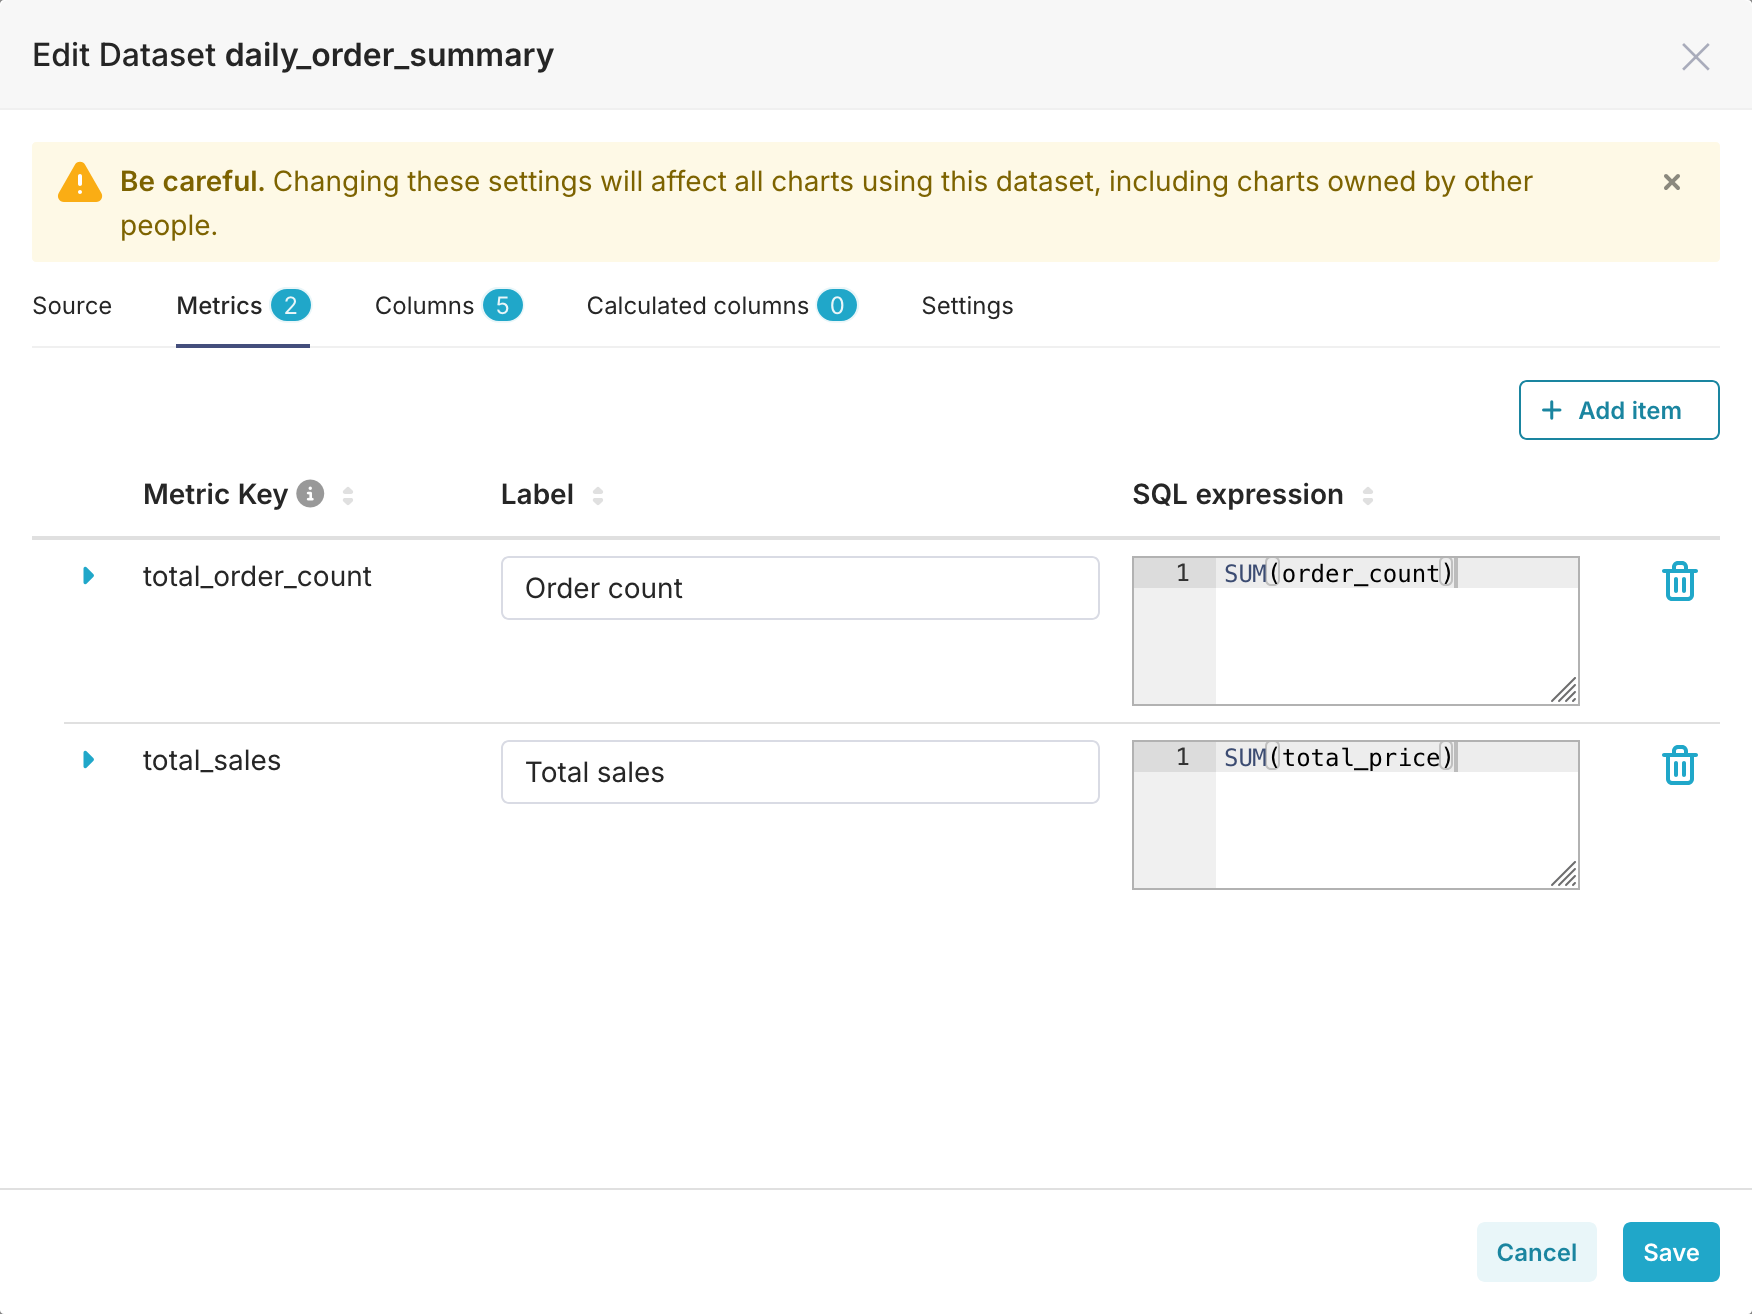 Edit Dataset daily_order_summary
Be careful. Changing these settings will affect all charts using this dataset, including charts owned by other
people.
Source Metrics 2 Columns 5 Calculated columns 0 Settings
+ Add item
Metric Key Label SQL expression
total_order_count Order count 1 SUM(order_count)
total_sales Total sales 1 SUM(total_price)
Cancel Save